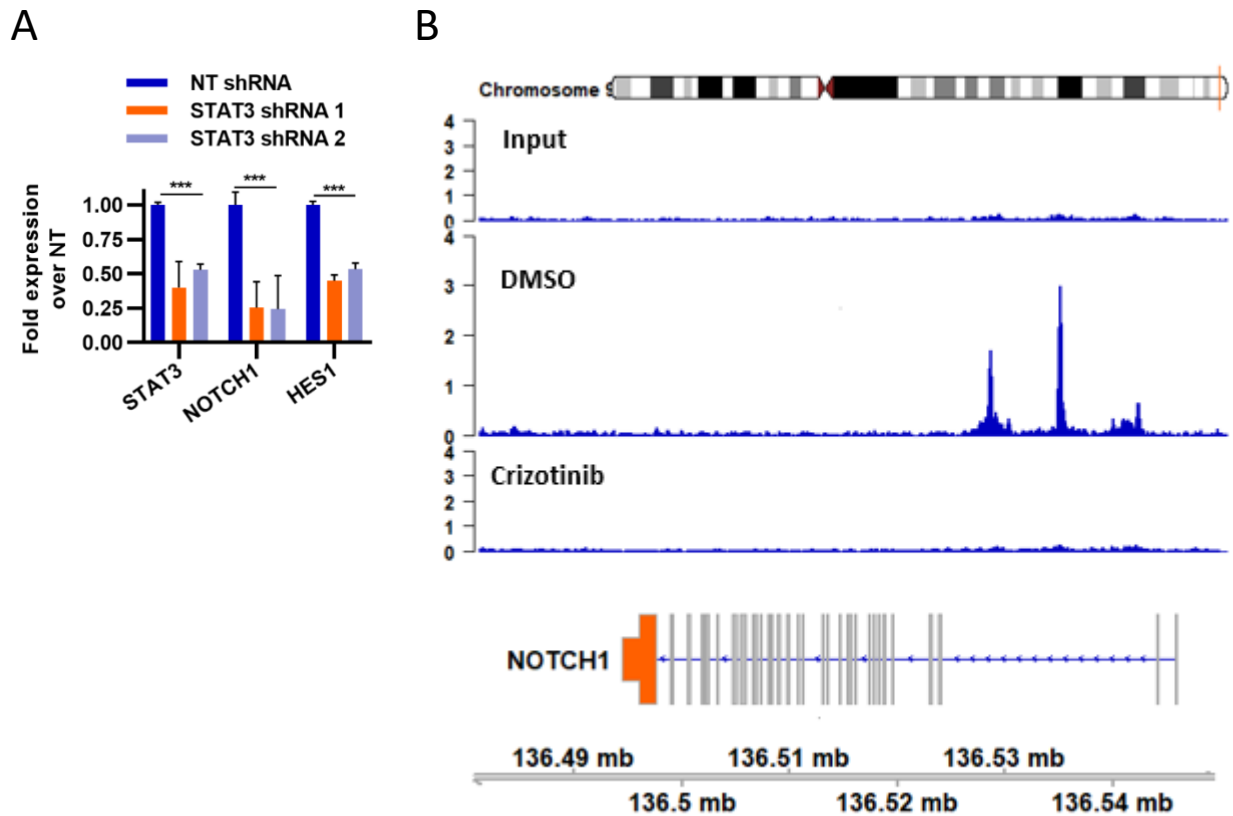 A
B
NT shRNA
STAT3 shRNA 1
STAT3 shRNA 2
Fold expression
over NT
1.00
0.75
0.50
0.25
0.00
***
***
***
STAT3
NOTCH1
HES1
Chromosome 9
4
3
2
1
0
Input
4
3
2
1
0
DMSO
4
3
2
1
0
Crizotinib
NOTCH1
136.49 mb
136.51 mb
136.53 mb
136.5 mb
136.52 mb
136.54 mb